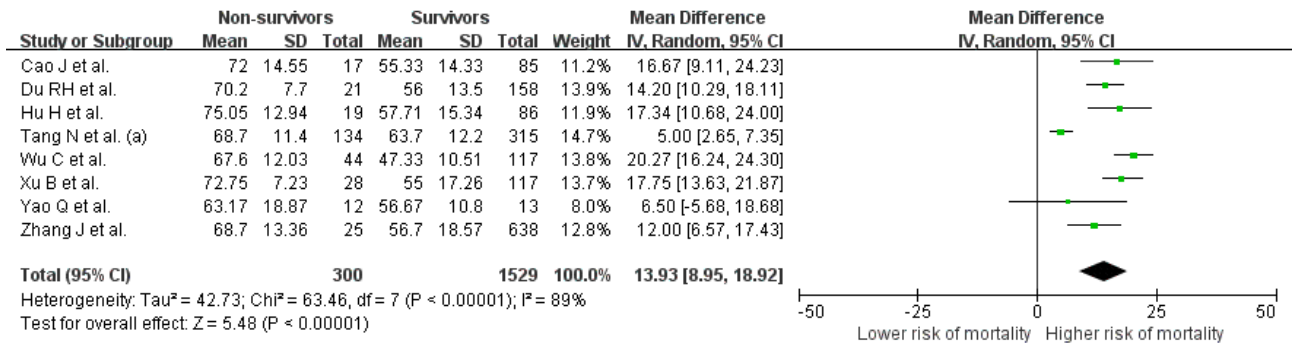 Non-survivors Survivors Mean Difference Mean Difference
Study or Subgroup Mean SD Total Mean SD Total Weight IV, Random, 95% CI IV, Random, 95% CI
Cao J et al. 72 14.55 17 55.33 14.33 85 11.2% 16.67 [9.11, 24.23]
Du RH et al. 70.2 7.7 21 56 13.5 158 13.9% 14.20 [10.29, 18.11]
Hu H et al. 75.05 12.94 19 57.71 15.34 86 11.9% 17.34 [10.68, 24.00]
Tang N et al. (a) 68.7 11.4 134 63.7 12.2 315 14.7% 5.00 [2.65, 7.35]
Wu C et al. 67.6 12.03 44 47.33 10.51 117 13.8% 20.27 [16.24, 24.30]
Xu B et al. 72.75 7.23 28 55 17.26 117 13.7% 17.75 [13.63, 21.87]
Yao Q et al. 63.17 18.87 12 56.67 10.8 13 8.0% 6.50 [-5.68, 18.68]
Zhang J et al. 68.7 13.36 25 56.7 18.57 638 12.8% 12.00 [6.57, 17.43]
Total (95% CI) 300 1529 100.0% 13.93 [8.95, 18.92]
Heterogeneity: Tau² = 42.73; Chi² = 63.46, df = 7 (P < 0.00001); I² = 89%
Test for overall effect: Z = 5.48 (P < 0.00001)
-50 -25 0 25 50
Lower risk of mortality Higher risk of mortality